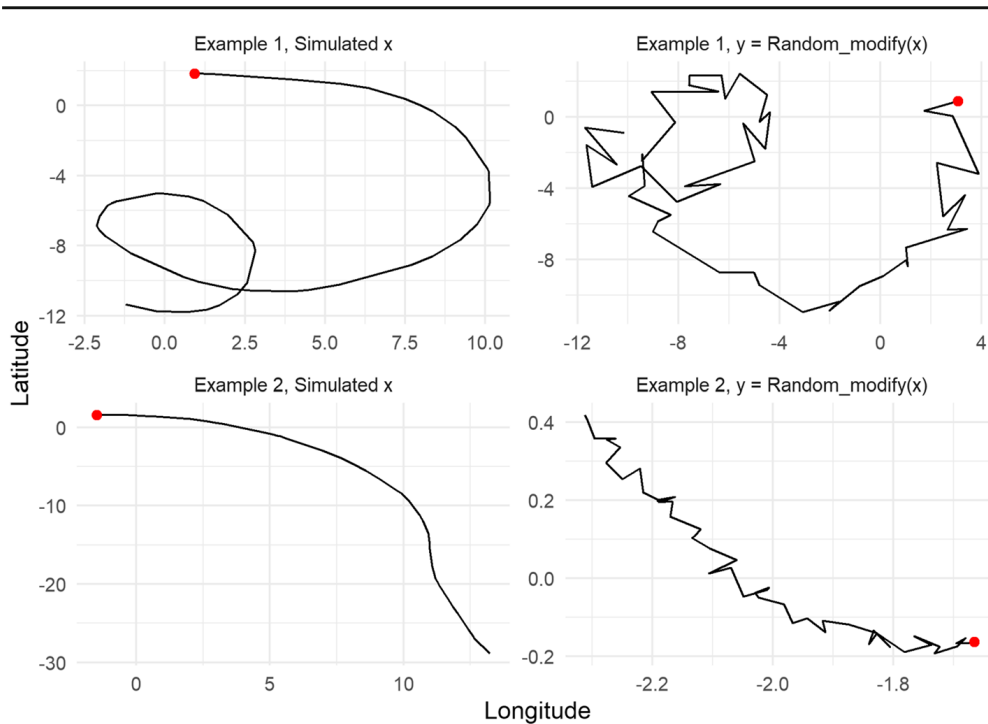 Example 1, Simulated x
Example 1, y = Random_modify(x)
0
-4
-8
-12
-2.5 0.0 2.5 5.0 7.5 10.0
0
-4
-8
-12 -8 -4 0 4
Latitude
Example 2, Simulated x
Example 2, y = Random_modify(x)
0
-10
-20
-30
0 5 10
0.4
0.2
0.0
-0.2
-2.2 -2.0 -1.8
Longitude